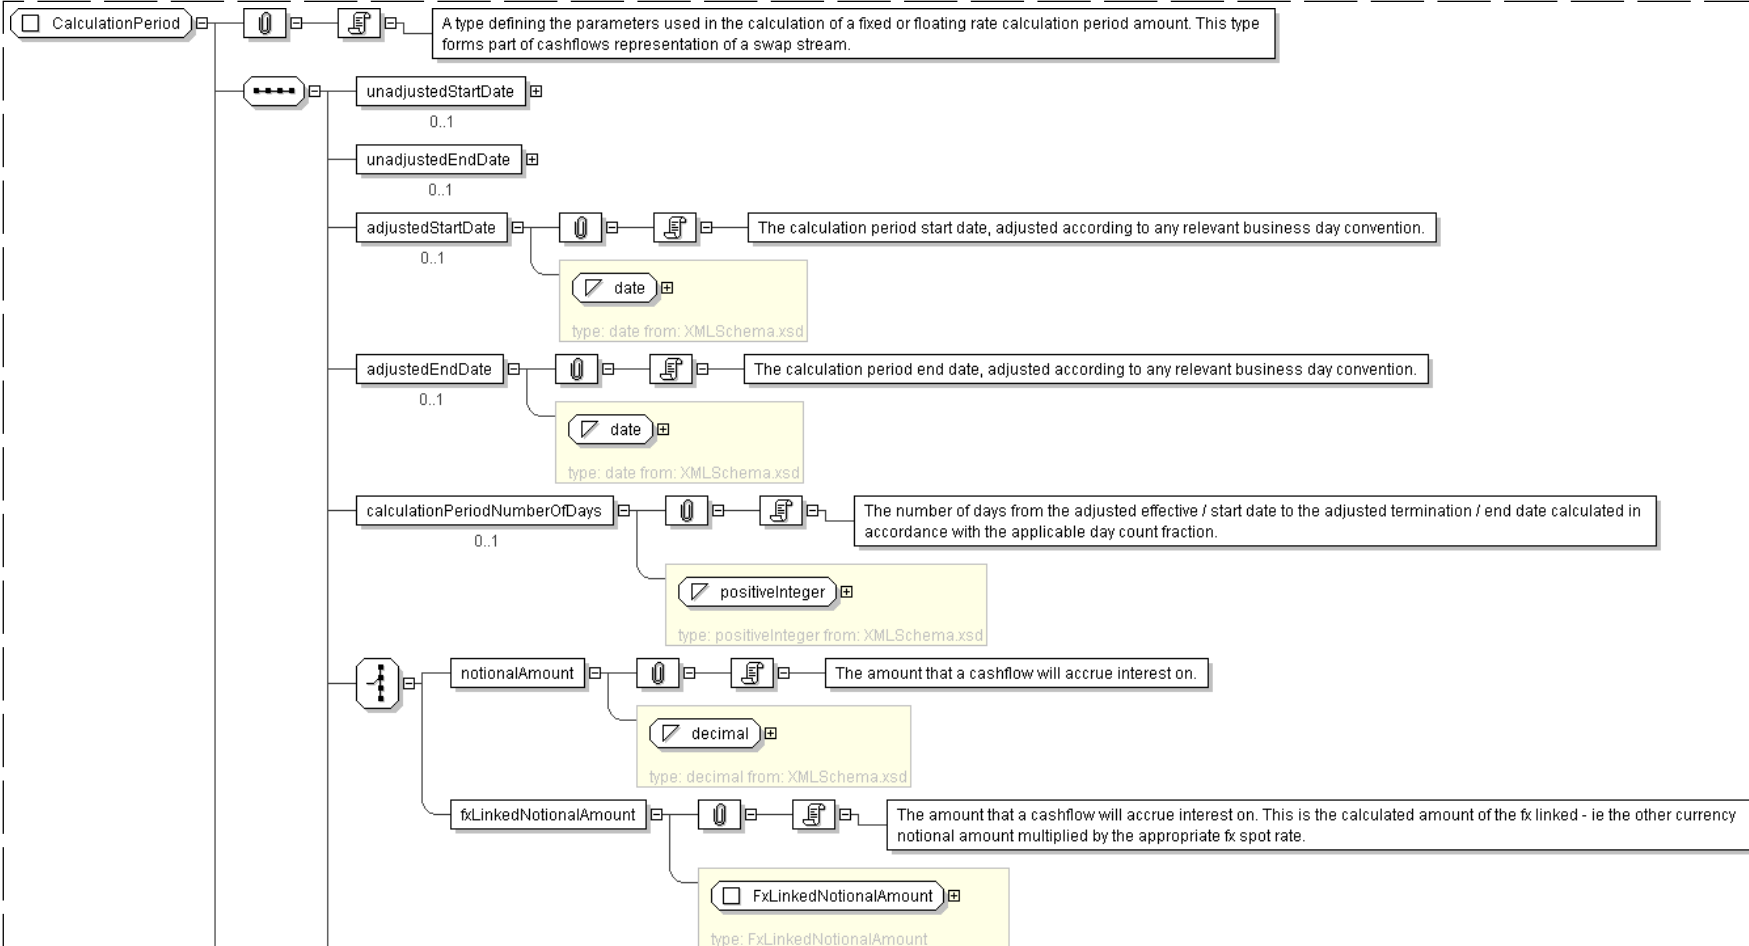 CalculationPeriod
A type defining the parameters used in the calculation of a fixed or floating rate calculation period amount. This type
forms part of cashflows representation of a swap stream.
unadjustedStartDate
0..1
unadjustedEndDate
0..1
adjustedStartDate
The calculation period start date, adjusted according to any relevant business day convention.
0..1
date
type: date from: XMLSchema.xsd
adjustedEndDate
The calculation period end date, adjusted according to any relevant business day convention.
0..1
date
type: date from: XMLSchema.xsd
calculationPeriodNumberOfDays
The number of days from the adjusted effective / start date to the adjusted termination / end date calculated in
accordance with the applicable day count fraction.
0..1
positiveInteger
type: positiveInteger from: XMLSchema.xsd
notionalAmount
The amount that a cashflow will accrue interest on.
decimal
type: decimal from: XMLSchema.xsd
fxLinkedNotionalAmount
The amount that a cashflow will accrue interest on. This is the calculated amount of the fx linked - ie the other currency
notional amount multiplied by the appropriate fx spot rate.
FxLinkedNotionalAmount
type: FxLinkedNotionalAmount